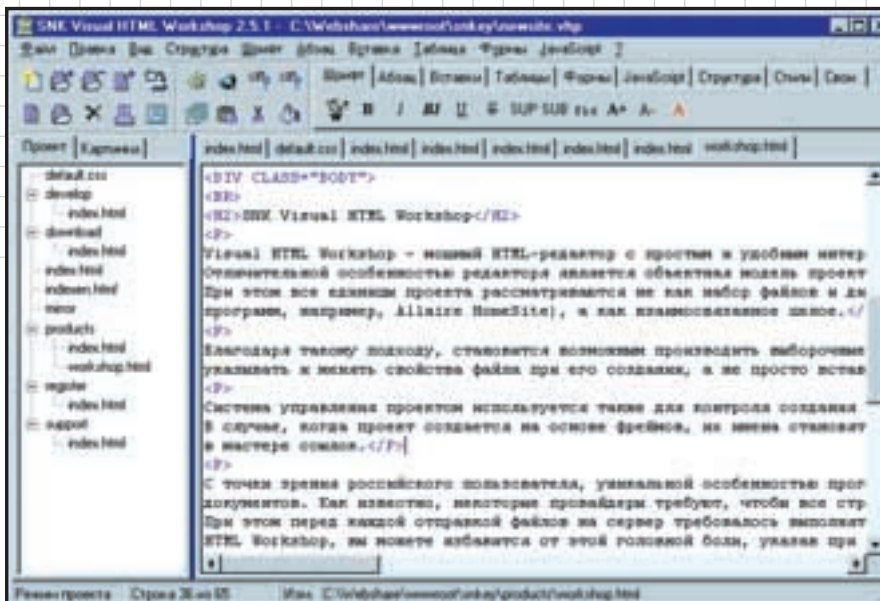 SNK Visual HTML Workshop 2.5.1 - C:\Webshare\wwwroot\snkey\newsite.vhp
Файл Правка Вид Структура Шрифт Абзац Вставка Таблица Формы JavaScript ?
Шрифт Абзац Вставки Таблицы Формы JavaScript Структура Стили Свои
B I BI U S SUP SUB A+ A- A
Проект Картинки
index.html default.css index.html index.html index.html index.html index.html workshop.html
default.css
develop
index.html
download
index.html
index.html
indexen.html
mirror
products
index.html
workshop.html
register
index.html
support
index.html
<DIV CLASS="BODY">
<BR>
<H2>SNK Visual HTML Workshop</H2>
<P>
Visual HTML Workshop - мощный HTML-редактор с простым и удобным интер
Отличительной особенностью редактора является объектная модель проект
При этом все единицы проекта рассматриваются не как набор файлов и ди
программ, например, Allaire HomeSite), а как взаимосвязанное целое.</
<P>
Благодаря такому подходу, становится возможным производить выборочные
указывать и менять свойства файла при его создании, а не просто встав
<P>
Система управления проектом используется также для контроля создания
В случае, когда проект создается на основе фреймов, их имена становят
в мастере ссылок.</P>
<P>
С точки зрения российского пользователя, уникальной особенностью прог
документов. Как известно, некоторые провайдеры требуют, чтобы все стр
При этом перед каждой отправкой файлов на сервер требовалось выполнит
HTML Workshop, вы можете избавится от этой головной боли, указав при
Режим проекта Строка 36 из 65 Изм. C:\Webshare\wwwroot\snkey\products\workshop.html